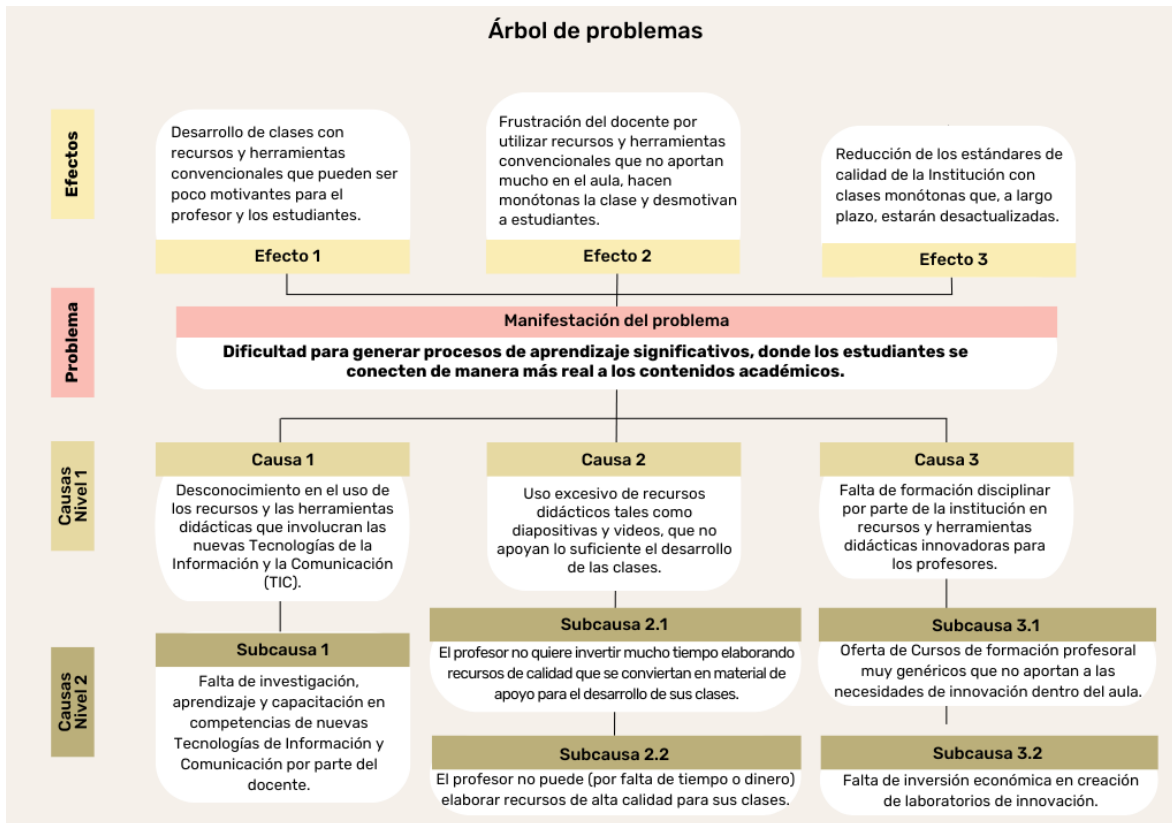 Árbol de problemas
Efectos
Desarrollo de clases con
recursos y herramientas
convencionales que pueden ser
poco motivantes para el
profesor y los estudiantes.
Efecto 1
Frustración del docente por
utilizar recursos y herramientas
convencionales que no aportan
mucho en el aula, hacen
monótonas la clase y desmotivan
a estudiantes.
Efecto 2
Reducción de los estándares de
calidad de la Institución con
clases monótonas que, a largo
plazo, estarán desactualizadas.
Efecto 3
Problema
Manifestación del problema
Dificultad para generar procesos de aprendizaje significativos, donde los estudiantes se
conecten de manera más real a los contenidos académicos.
Causas
Nivel 1
Causa 1
Desconocimiento en el uso de
los recursos y las herramientas
didácticas que involucran las
nuevas Tecnologías de la
Información y la Comunicación
(TIC).
Causa 2
Uso excesivo de recursos
didácticos tales como
diapositivas y videos, que no
apoyan lo suficiente el desarrollo
de las clases.
Causa 3
Falta de formación disciplinar
por parte de la institución en
recursos y herramientas
didácticas innovadoras para
los profesores.
Causas
Nivel 2
Subcausa 1
Falta de investigación,
aprendizaje y capacitación en
competencias de nuevas
Tecnologías de Información y
Comunicación por parte del
docente.
Subcausa 2.1
El profesor no quiere invertir mucho tiempo elaborando
recursos de calidad que se conviertan en material de
apoyo para el desarrollo de sus clases.
Subcausa 2.2
El profesor no puede (por falta de tiempo o dinero)
elaborar recursos de alta calidad para sus clases.
Subcausa 3.1
Oferta de Cursos de formación profesoral
muy genéricos que no aportan a las
necesidades de innovación dentro del aula.
Subcausa 3.2
Falta de inversión económica en creación
de laboratorios de innovación.